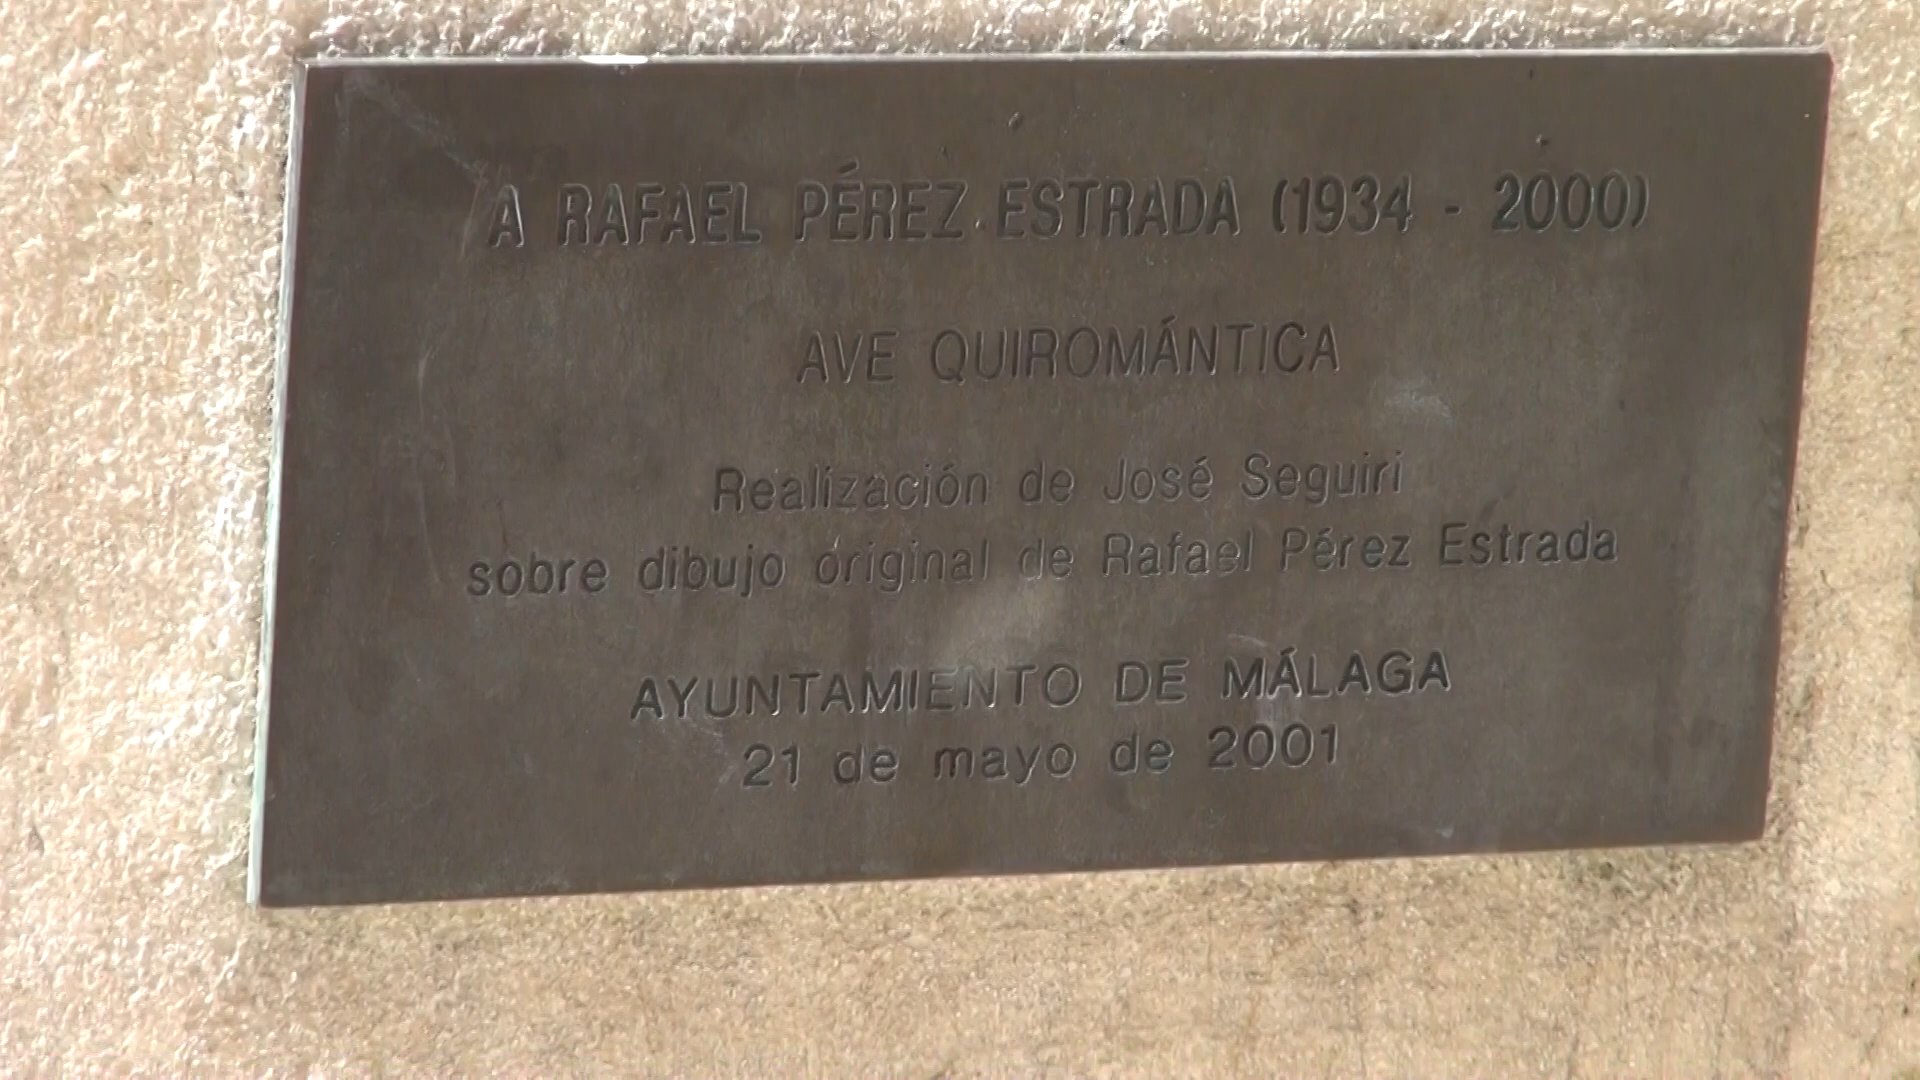 A RAFAEL PÉREZ ESTRADA (1934 - 2000)
AVE QUIROMÁNTICA
Realización de José Seguiri
sobre dibujo original de Rafael Pérez Estrada
AYUNTAMIENTO DE MÁLAGA
21 de mayo de 2001